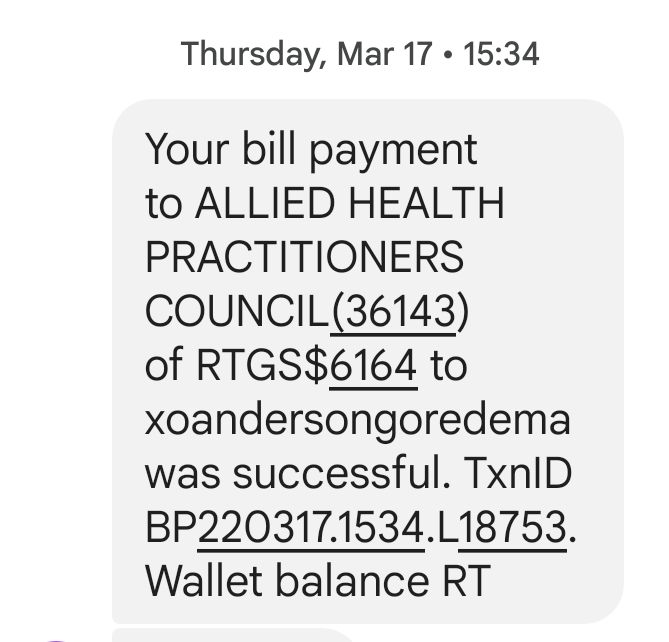 Thursday, Mar 17 • 15:34
Your bill payment
to ALLIED HEALTH
PRACTITIONERS
COUNCIL(36143)
of RTGS$6164 to
xoandersongoredema
was successful. TxnID
BP220317.1534.L18753.
Wallet balance RT